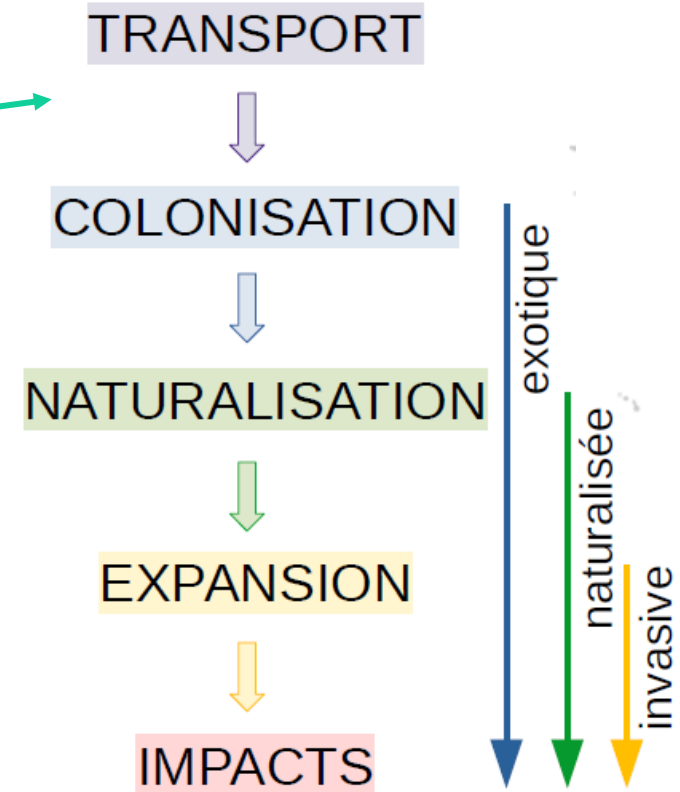 TRANSPORT
COLONISATION
exotique
NATURALISATION
naturalisée
EXPANSION
invasive
IMPACTS